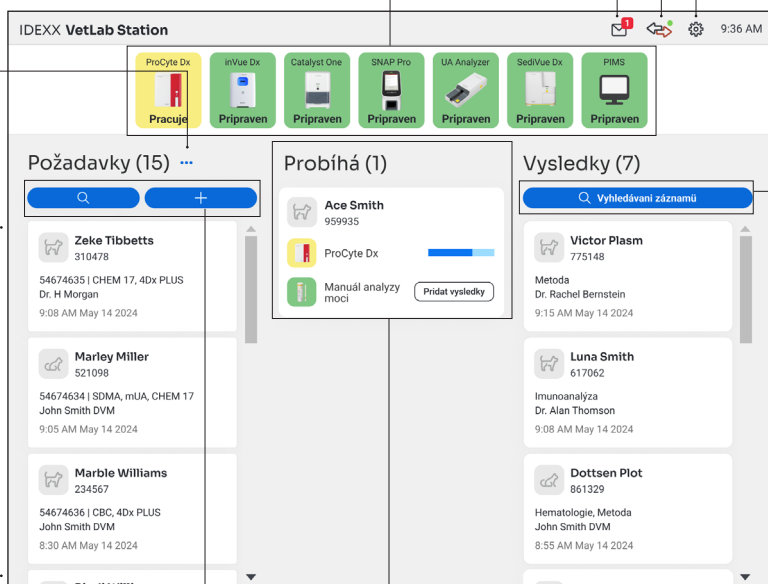 IDEXX VetLab Station
1
9:36 AM
ProCyte Dx
Pracuje
inVue Dx
Pripraven
Catalyst One
Pripraven
SNAP Pro
Pripraven
UA Analyzer
Pripraven
SediVue Dx
Pripraven
PIMS
Pripraven
Požadavky (15) •••
Zeke Tibbetts
310478
54674635 | CHEM 17, 4Dx PLUS
Dr. H Morgan
9:08 AM May 14 2024
Marley Miller
521098
54674634 | SDMA, mUA, CHEM 17
John Smith DVM
9:05 AM May 14 2024
Marble Williams
234567
54674636 | CBC, 4Dx PLUS
John Smith DVM
8:30 AM May 14 2024
Probíhá (1)
Ace Smith
959935
ProCyte Dx
Manuál analyzy
moci
Pridat vysledky
Vysledky (7)
Vyhledávani záznamü
Victor Plasm
775148
Metoda
Dr. Rachel Bernstein
9:15 AM May 14 2024
Luna Smith
617062
Imunoanalýza
Dr. Alan Thomson
9:08 AM May 14 2024
Dottsen Plot
861329
Hematologie, Metoda
John Smith DVM
8:55 AM May 14 2024